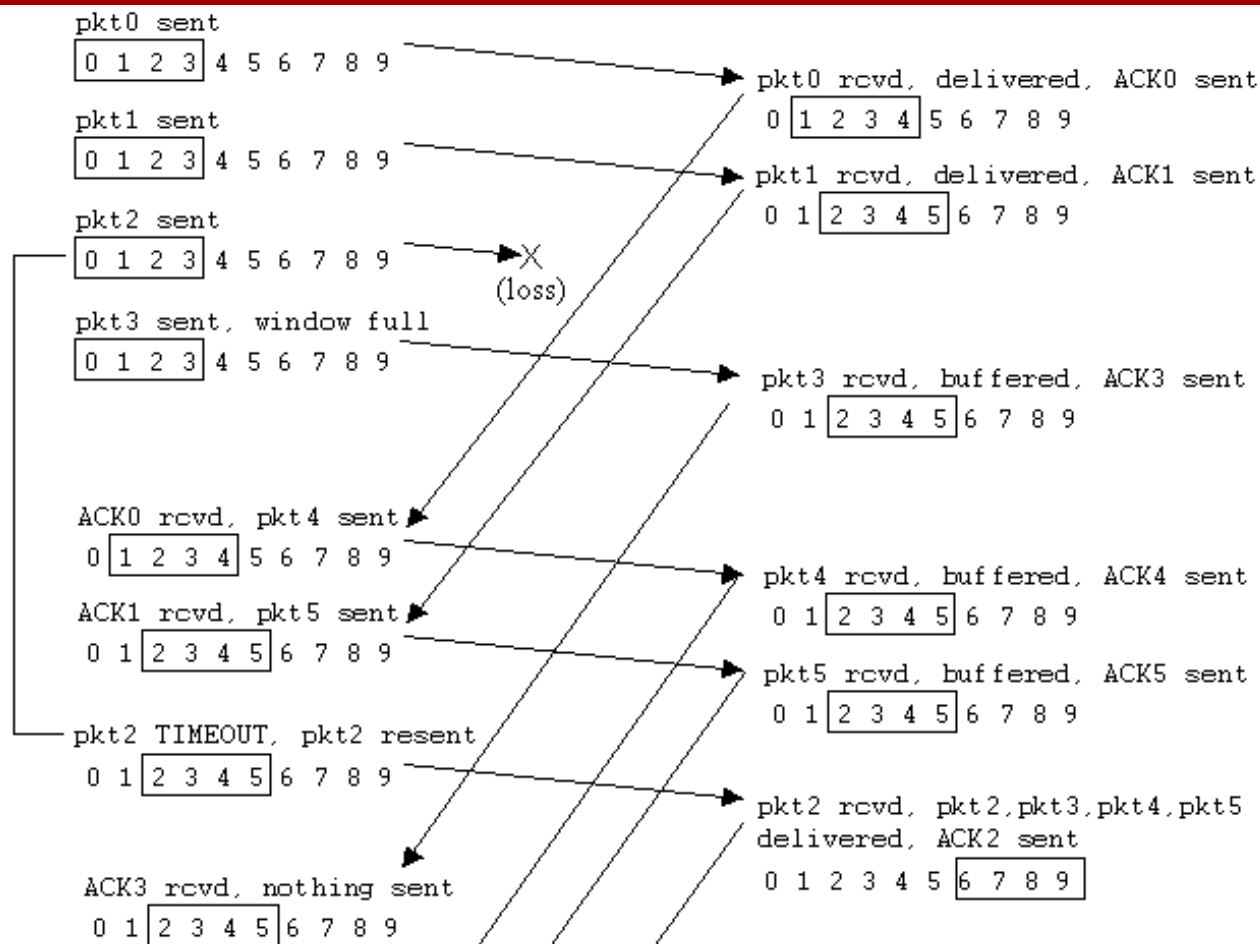 pkt0 sent
0 1 2 3 4 5 6 7 8 9
pkt1 sent
0 1 2 3 4 5 6 7 8 9
pkt2 sent
0 1 2 3 4 5 6 7 8 9
X
(loss)
pkt3 sent, window full
0 1 2 3 4 5 6 7 8 9
ACK0 rcvd, pkt4 sent
0 1 2 3 4 5 6 7 8 9
ACK1 rcvd, pkt5 sent
0 1 2 3 4 5 6 7 8 9
pkt2 TIMEOUT, pkt2 resent
0 1 2 3 4 5 6 7 8 9
ACK3 rcvd, nothing sent
0 1 2 3 4 5 6 7 8 9
pkt0 rcvd, delivered, ACK0 sent
0 1 2 3 4 5 6 7 8 9
pkt1 rcvd, delivered, ACK1 sent
0 1 2 3 4 5 6 7 8 9
pkt3 rcvd, buffered, ACK3 sent
0 1 2 3 4 5 6 7 8 9
pkt4 rcvd, buffered, ACK4 sent
0 1 2 3 4 5 6 7 8 9
pkt5 rcvd, buffered, ACK5 sent
0 1 2 3 4 5 6 7 8 9
pkt2 rcvd, pkt2,pkt3,pkt4,pkt5
delivered, ACK2 sent
0 1 2 3 4 5 6 7 8 9